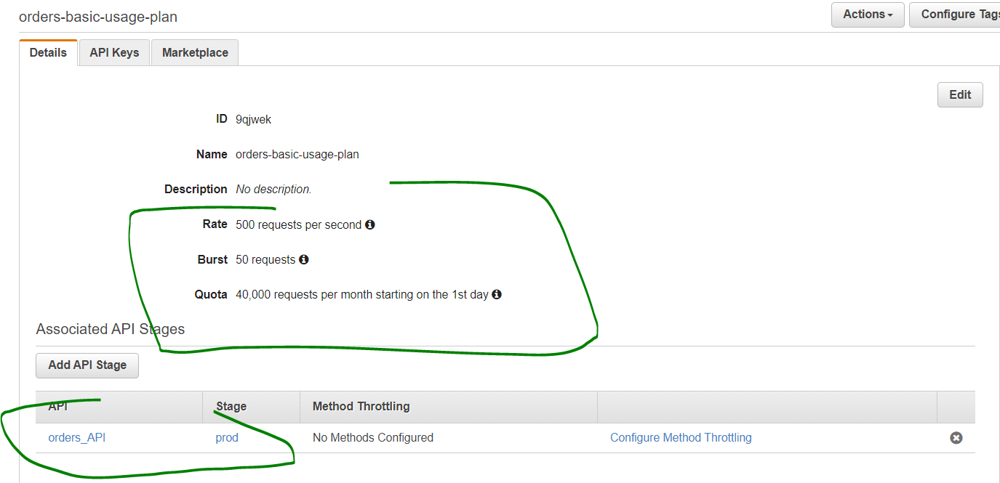 orders-basic-usage-plan
Actions
Configure Tags
Details
API Keys
Marketplace
Edit
ID 9qjwek
Name orders-basic-usage-plan
Description No description.
Rate 500 requests per second
Burst 50 requests
Quota 40,000 requests per month starting on the 1st day
Associated API Stages
Add API Stage
API Stage Method Throttling
orders_API prod No Methods Configured Configure Method Throttling